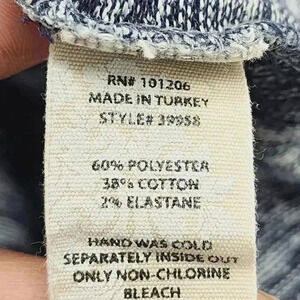 RN# 101206
MADE IN TURKEY
STYLE# 39958
60% POLYESTER
38% COTTON
2% ELASTANE
HAND WAS COLD
SEPARATELY INSIDE OUT
ONLY NON-CHLORINE
BLEACH